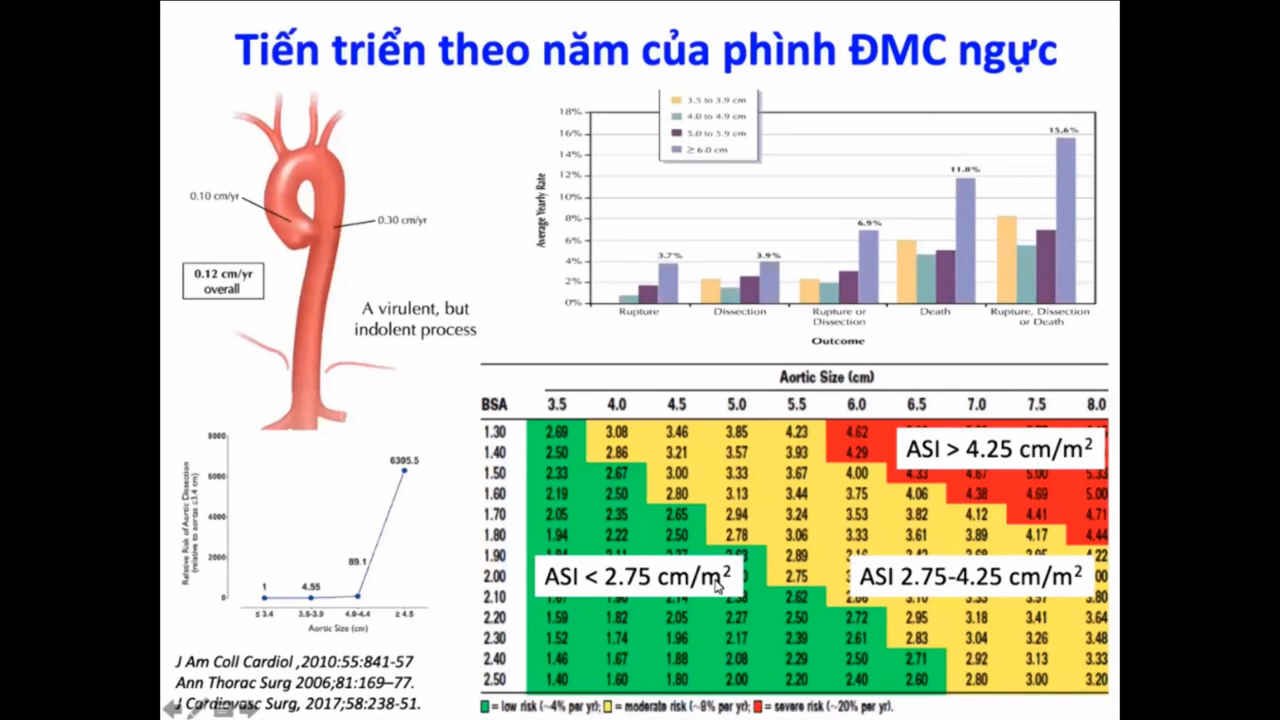 Tiến triển theo năm của phình ĐMC ngực
0.10 cm/yr
0.30 cm/yr
0.12 cm/yr
overall
A virulent, but
indolent process
3.5 to 3.9 cm
4.0 to 4.9 cm
5.0 to 5.9 cm
≥ 6.0 cm
Average Yearly Rate
18%
16%
14%
12%
10%
8%
6%
4%
2%
0%
3.7%
3.9%
6.9%
11.8%
15.6%
Rupture
Dissection
Rupture or
Dissection
Death
Rupture, Dissection
or Death
Outcome
Relative Risk of Aortic Dissection
(relative to aortas ≤3.4 cm)
8000
6000
4000
2000
0
1
4.55
89.1
6305.5
≤ 3.4
3.5-3.9
4.0-4.4
≥ 4.5
Aortic Size (cm)
Aortic Size (cm)
BSA 3.5 4.0 4.5 5.0 5.5 6.0 6.5 7.0 7.5 8.0
1.30 2.69 3.08 3.46 3.85 4.23 4.62
1.40 2.50 2.86 3.21 3.57 3.93 4.29
ASI > 4.25 cm/m²
1.50 2.33 2.67 3.00 3.33 3.67 4.00 4.33 4.67 5.00 5.33
1.60 2.19 2.50 2.80 3.13 3.44 3.75 4.06 4.38 4.69 5.00
1.70 2.05 2.35 2.65 2.94 3.24 3.53 3.82 4.12 4.41 4.71
1.80 1.94 2.22 2.50 2.78 3.06 3.33 3.61 3.89 4.17 4.44
1.90 2.89 4.22
2.00 2.75
ASI < 2.75 cm/m²
ASI 2.75-4.25 cm/m²
2.10 2.62 3.80
2.20 1.59 1.82 2.05 2.27 2.50 2.72 2.95 3.18 3.41 3.64
2.30 1.52 1.74 1.96 2.17 2.39 2.61 2.83 3.04 3.26 3.48
2.40 1.46 1.67 1.88 2.08 2.29 2.50 2.71 2.92 3.13 3.33
2.50 1.40 1.60 1.80 2.00 2.20 2.40 2.60 2.80 3.00 3.20
= low risk (~4% per yr); = moderate risk (~8% per yr); = severe risk (~20% per yr).
J Am Coll Cardiol ,2010:55:841-57
Ann Thorac Surg 2006;81:169–77.
J Cardiovasc Surg, 2017;58:238-51.